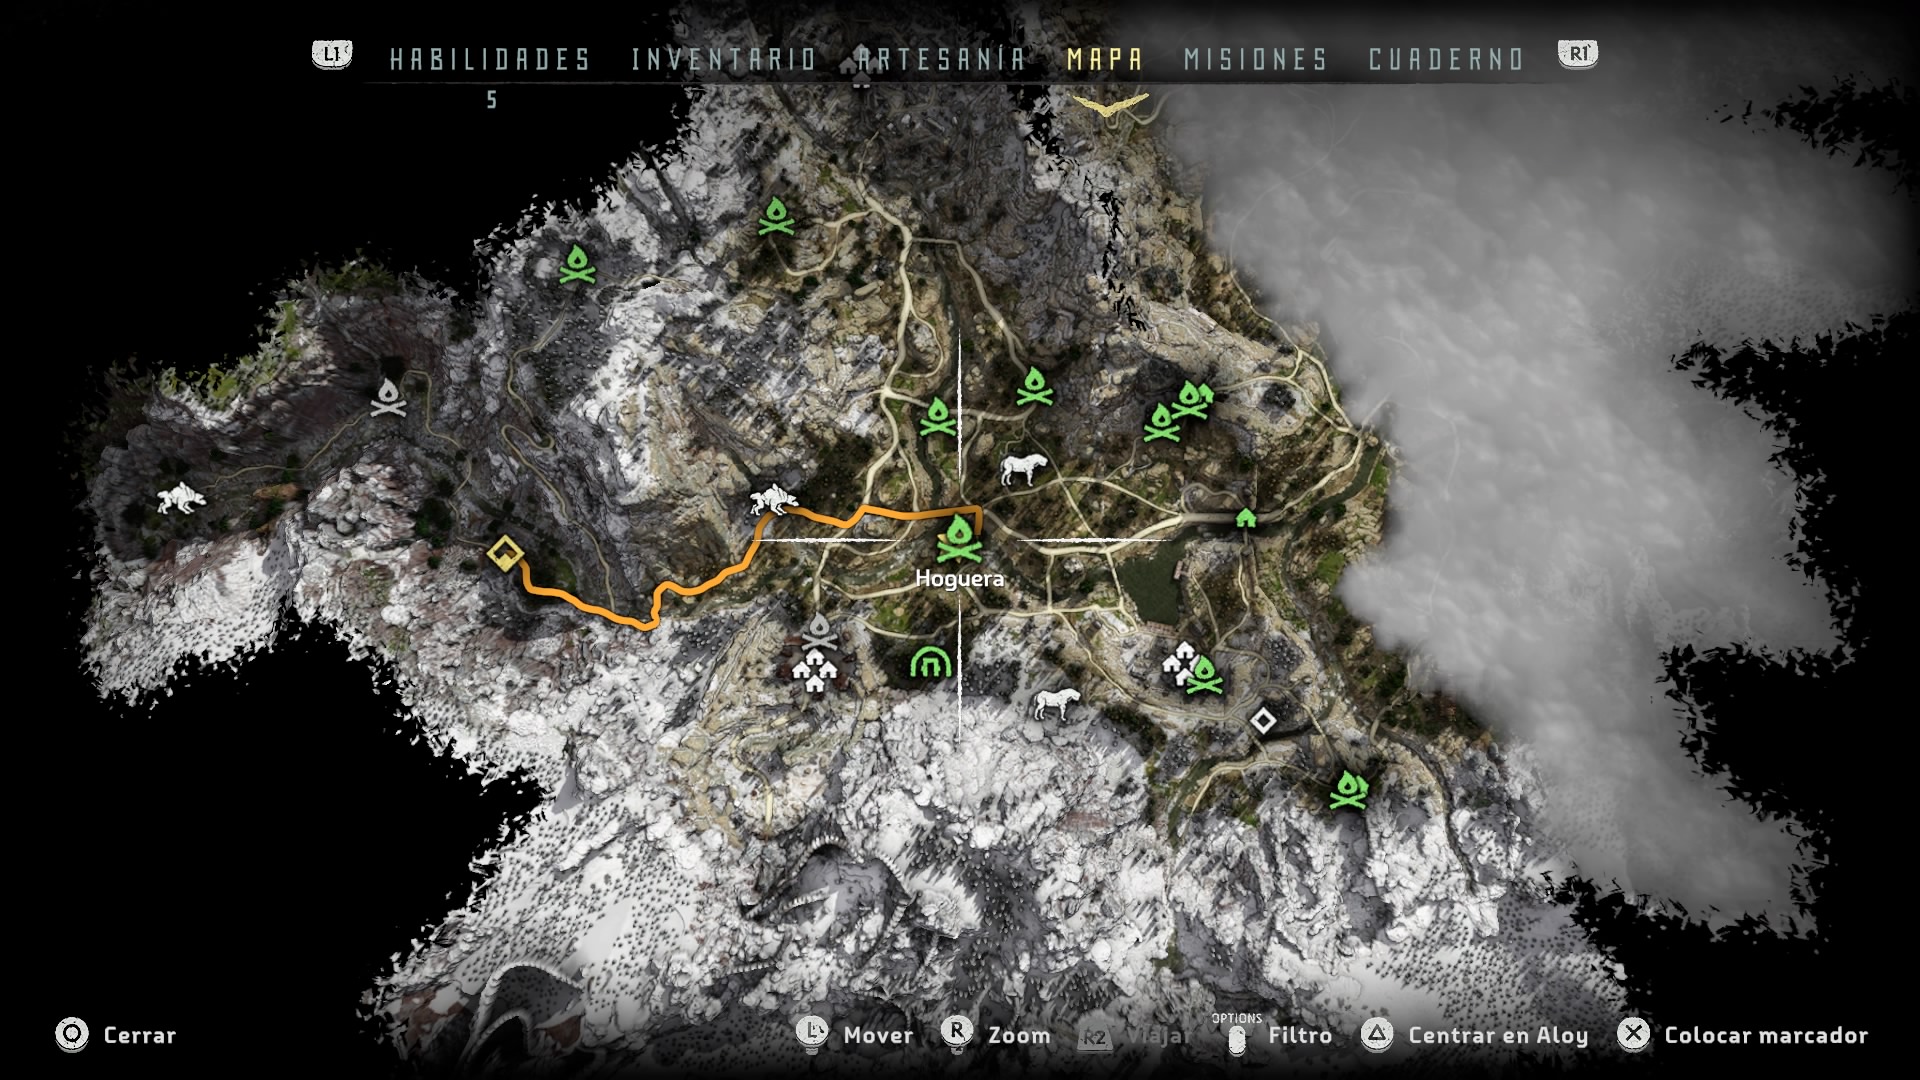 L1 HABILIDADES INVENTARIO ARTESANÍA MAPA MISIONES CUADERNO R1
5
Hoguera
OPTIONS
Cerrar L Mover R Zoom R2 Viajar Filtro Centrar en Aloy Colocar marcador